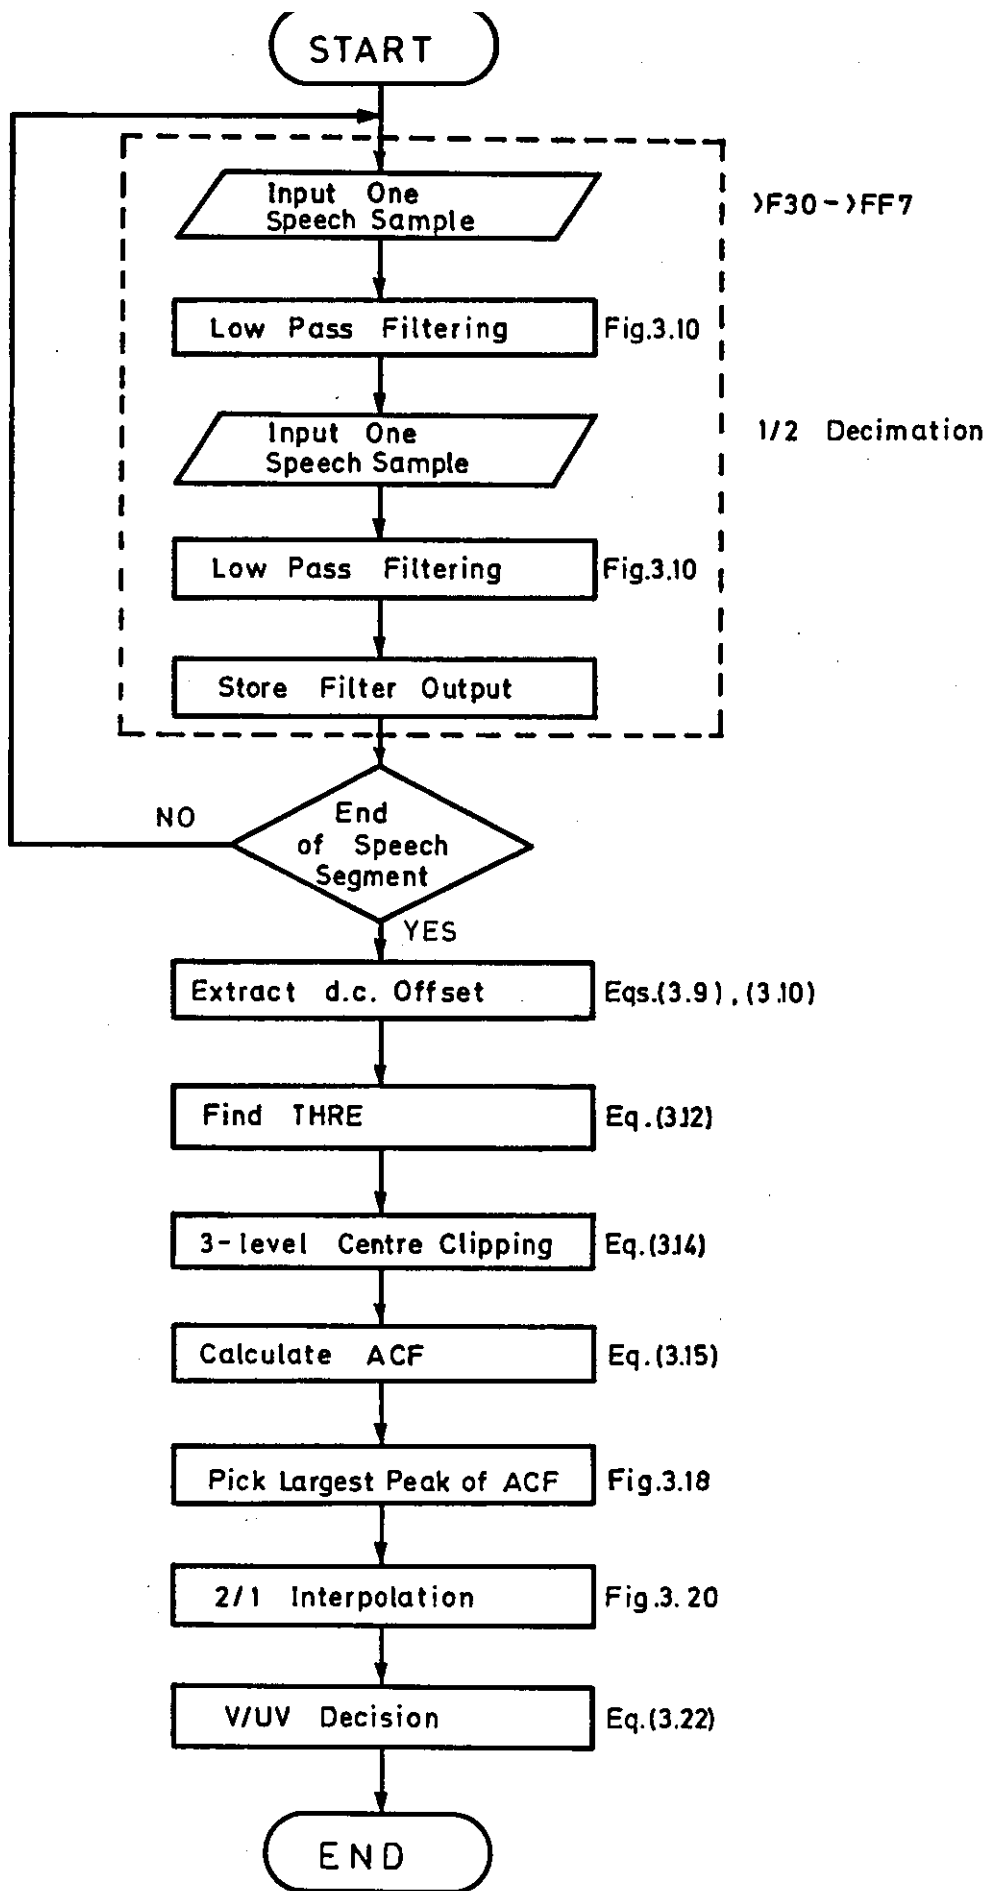 START
Input One
Speech Sample
>F30->FF7
Low Pass Filtering
Fig.3.10
Input One
Speech Sample
1/2 Decimation
Low Pass Filtering
Fig.3.10
Store Filter Output
NO
End
of Speech
Segment
YES
Extract d.c. Offset
Eqs.(3.9),(3.10)
Find THRE
Eq.(3.12)
3-level Centre Clipping
Eq.(3.14)
Calculate ACF
Eq.(3.15)
Pick Largest Peak of ACF
Fig.3.18
2/1 Interpolation
Fig.3.20
V/UV Decision
Eq.(3.22)
END